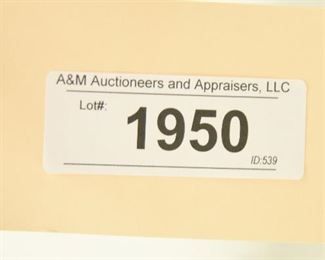 A&M Auctioneers and Appraisers, LLC
Lot#:
1950
ID:539